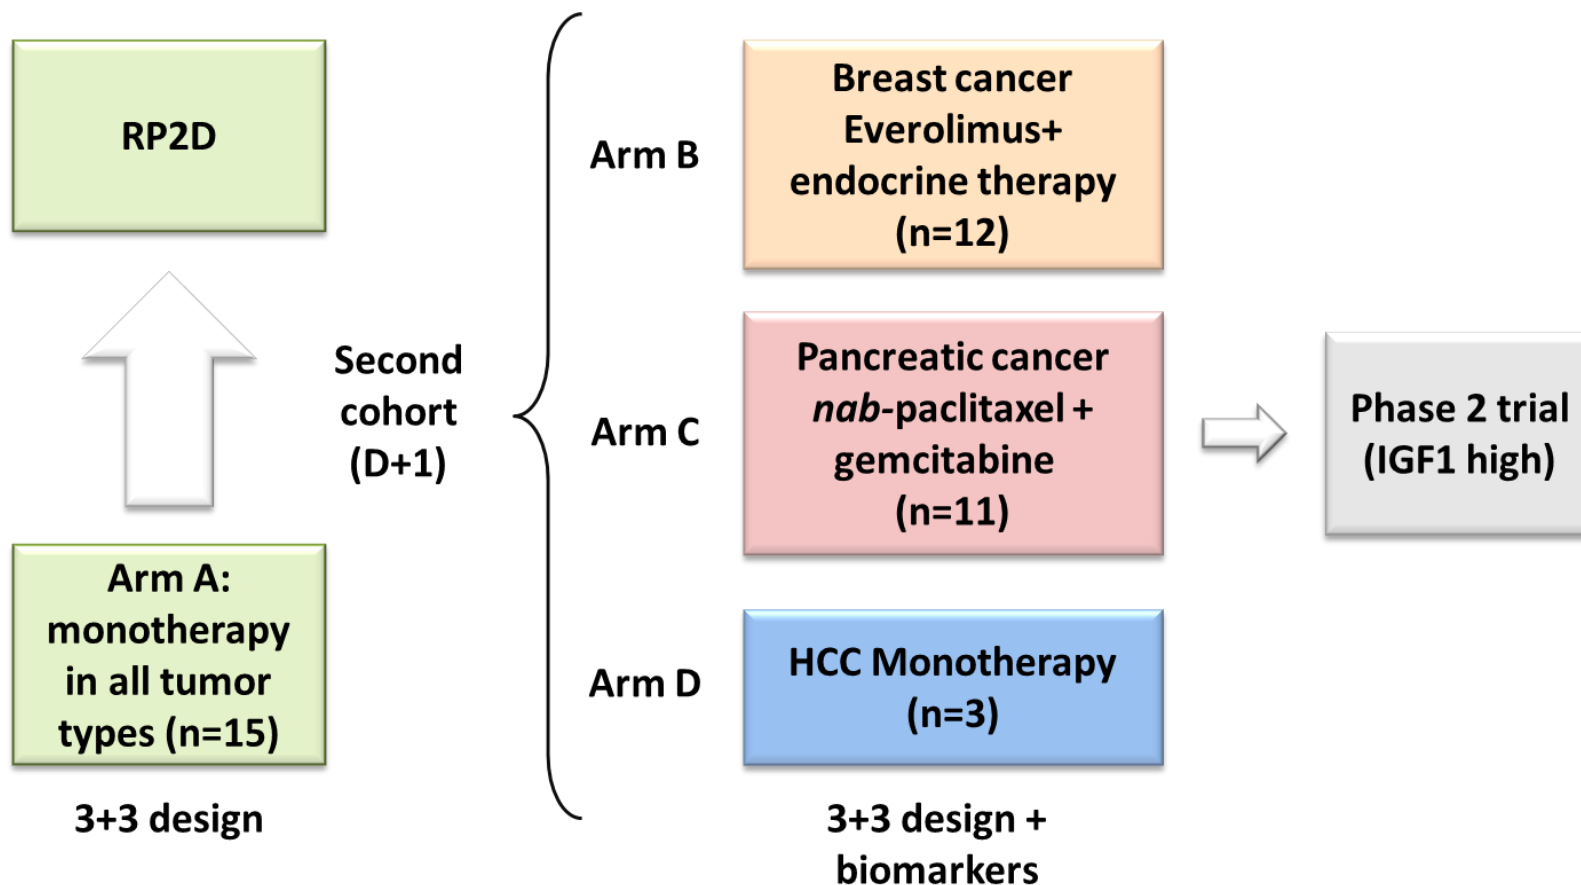 RP2D
Arm A:
monotherapy
in all tumor
types (n=15)
3+3 design
Second
cohort
(D+1)
Arm B
Breast cancer
Everolimus+
endocrine therapy
(n=12)
Arm C
Pancreatic cancer
nab-paclitaxel +
gemcitabine
(n=11)
Arm D
HCC Monotherapy
(n=3)
3+3 design +
biomarkers
Phase 2 trial
(IGF1 high)